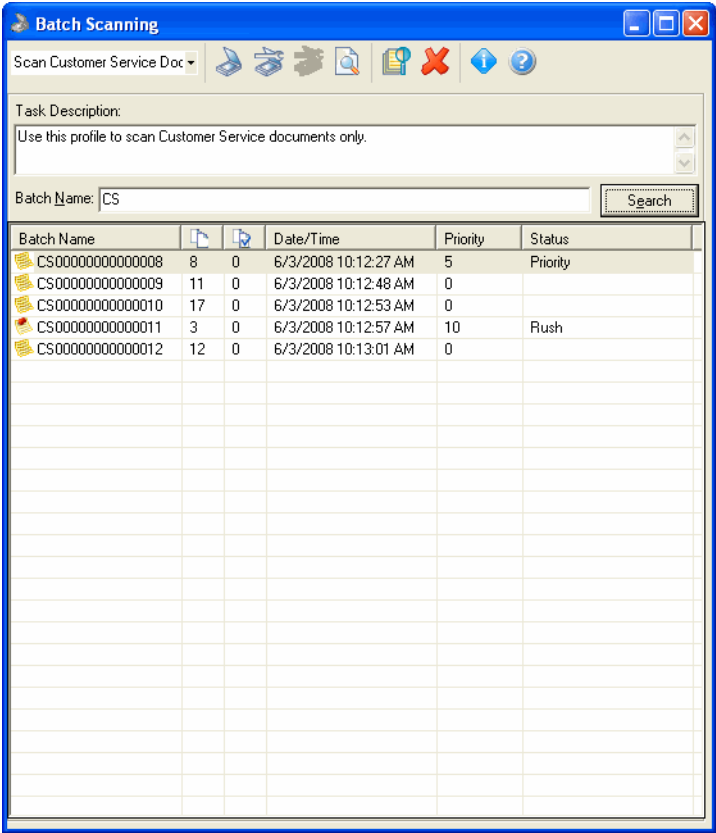 Batch Scanning
Scan Customer Service Doc
Task Description:
Use this profile to scan Customer Service documents only.
Batch Name: CS Search
Batch Name Date/Time Priority Status
CS00000000000008 8 0 6/3/2008 10:12:27 AM 5 Priority
CS00000000000009 11 0 6/3/2008 10:12:48 AM 0
CS00000000000010 17 0 6/3/2008 10:12:53 AM 0
CS00000000000011 3 0 6/3/2008 10:12:57 AM 10 Rush
CS00000000000012 12 0 6/3/2008 10:13:01 AM 0